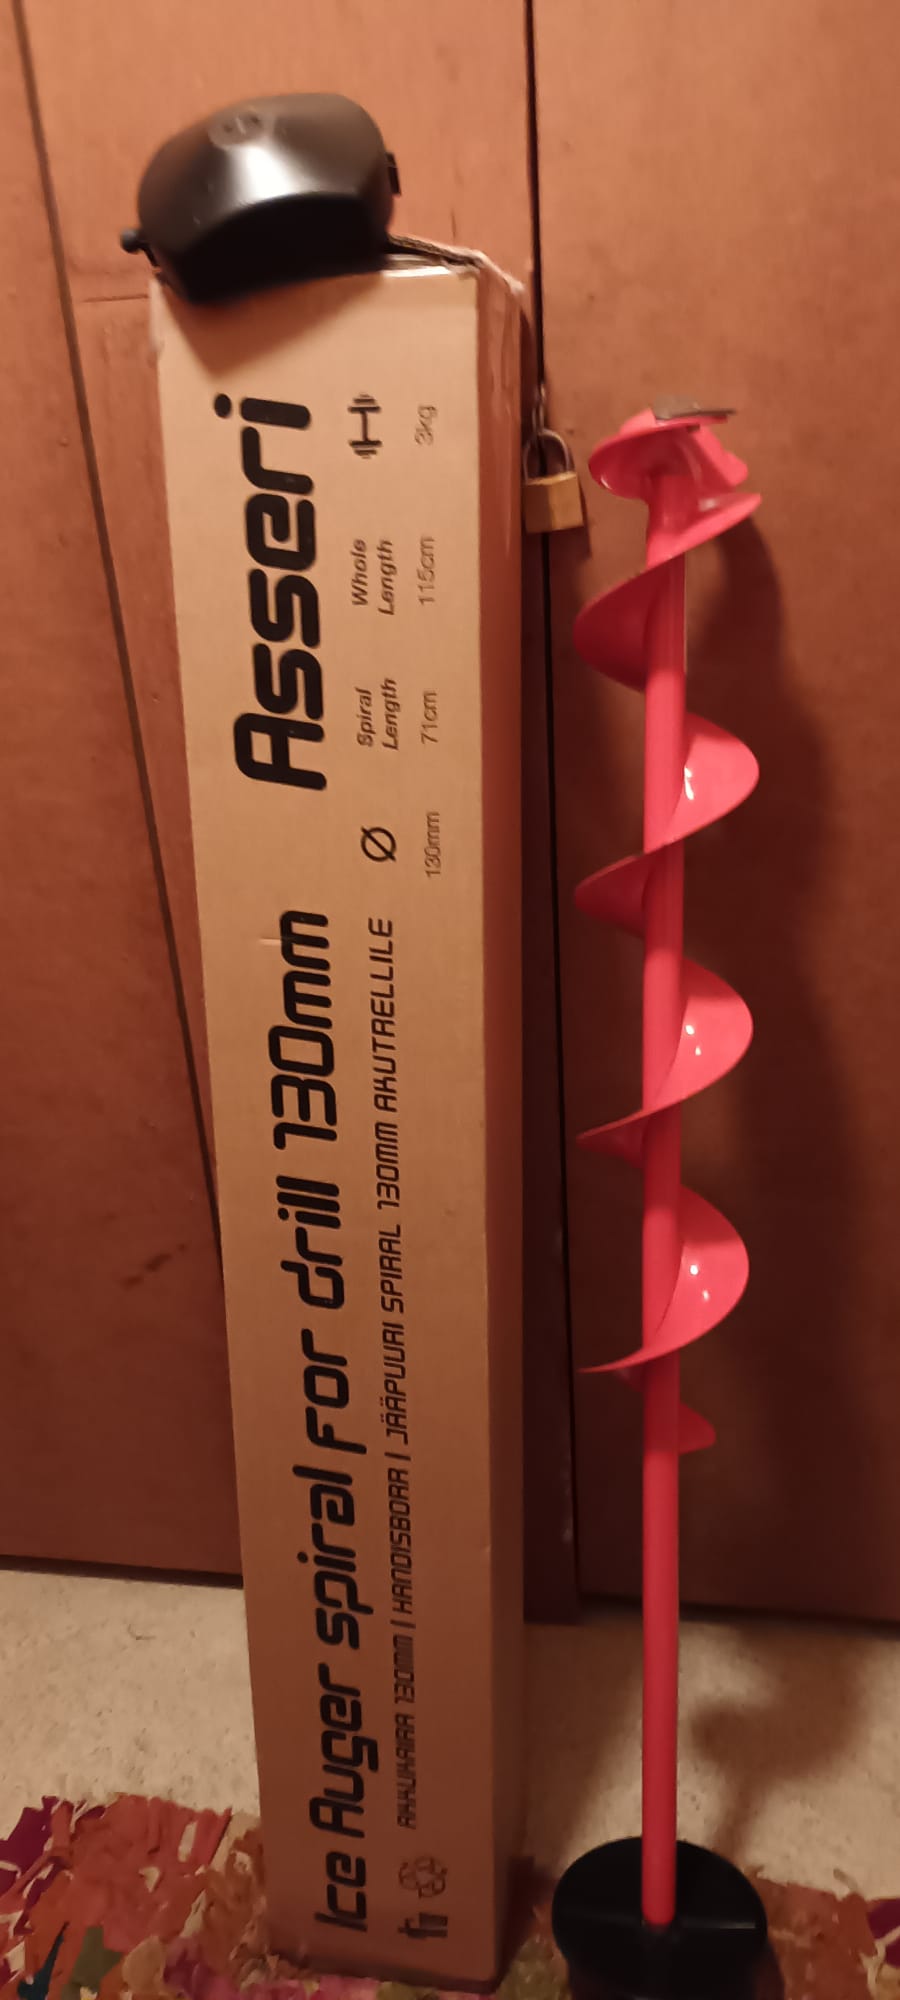 Ice Auger spiral for drill 130mm
Asseri
AKKUKAIRA 130MM | HANDISBORR | JÄÄPUURI SPIRAL 130MM AKUTRELLILE
Ø
130mm
Spiral
Length
71cm
Whole
Length
115cm
3kg